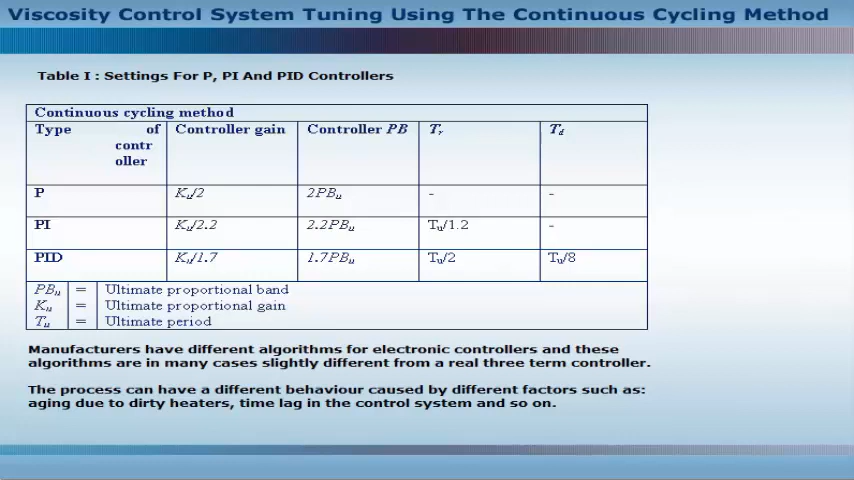 Viscosity Control System Tuning Using The Continuous Cycling Method
Table I : Settings For P, PI And PID Controllers
Continuous cycling method
Type of contr oller Controller gain Controller PB Tr Td
P Ku/2 2PBu - -
PI Ku/2.2 2.2PBu Tu/1.2 -
PID Ku/1.7 1.7PBu Tu/2 Tu/8
PBu = Ultimate proportional band
Ku = Ultimate proportional gain
Tu = Ultimate period
Manufacturers have different algorithms for electronic controllers and these
algorithms are in many cases slightly different from a real three term controller.
The process can have a different behaviour caused by different factors such as:
aging due to dirty heaters, time lag in the control system and so on.